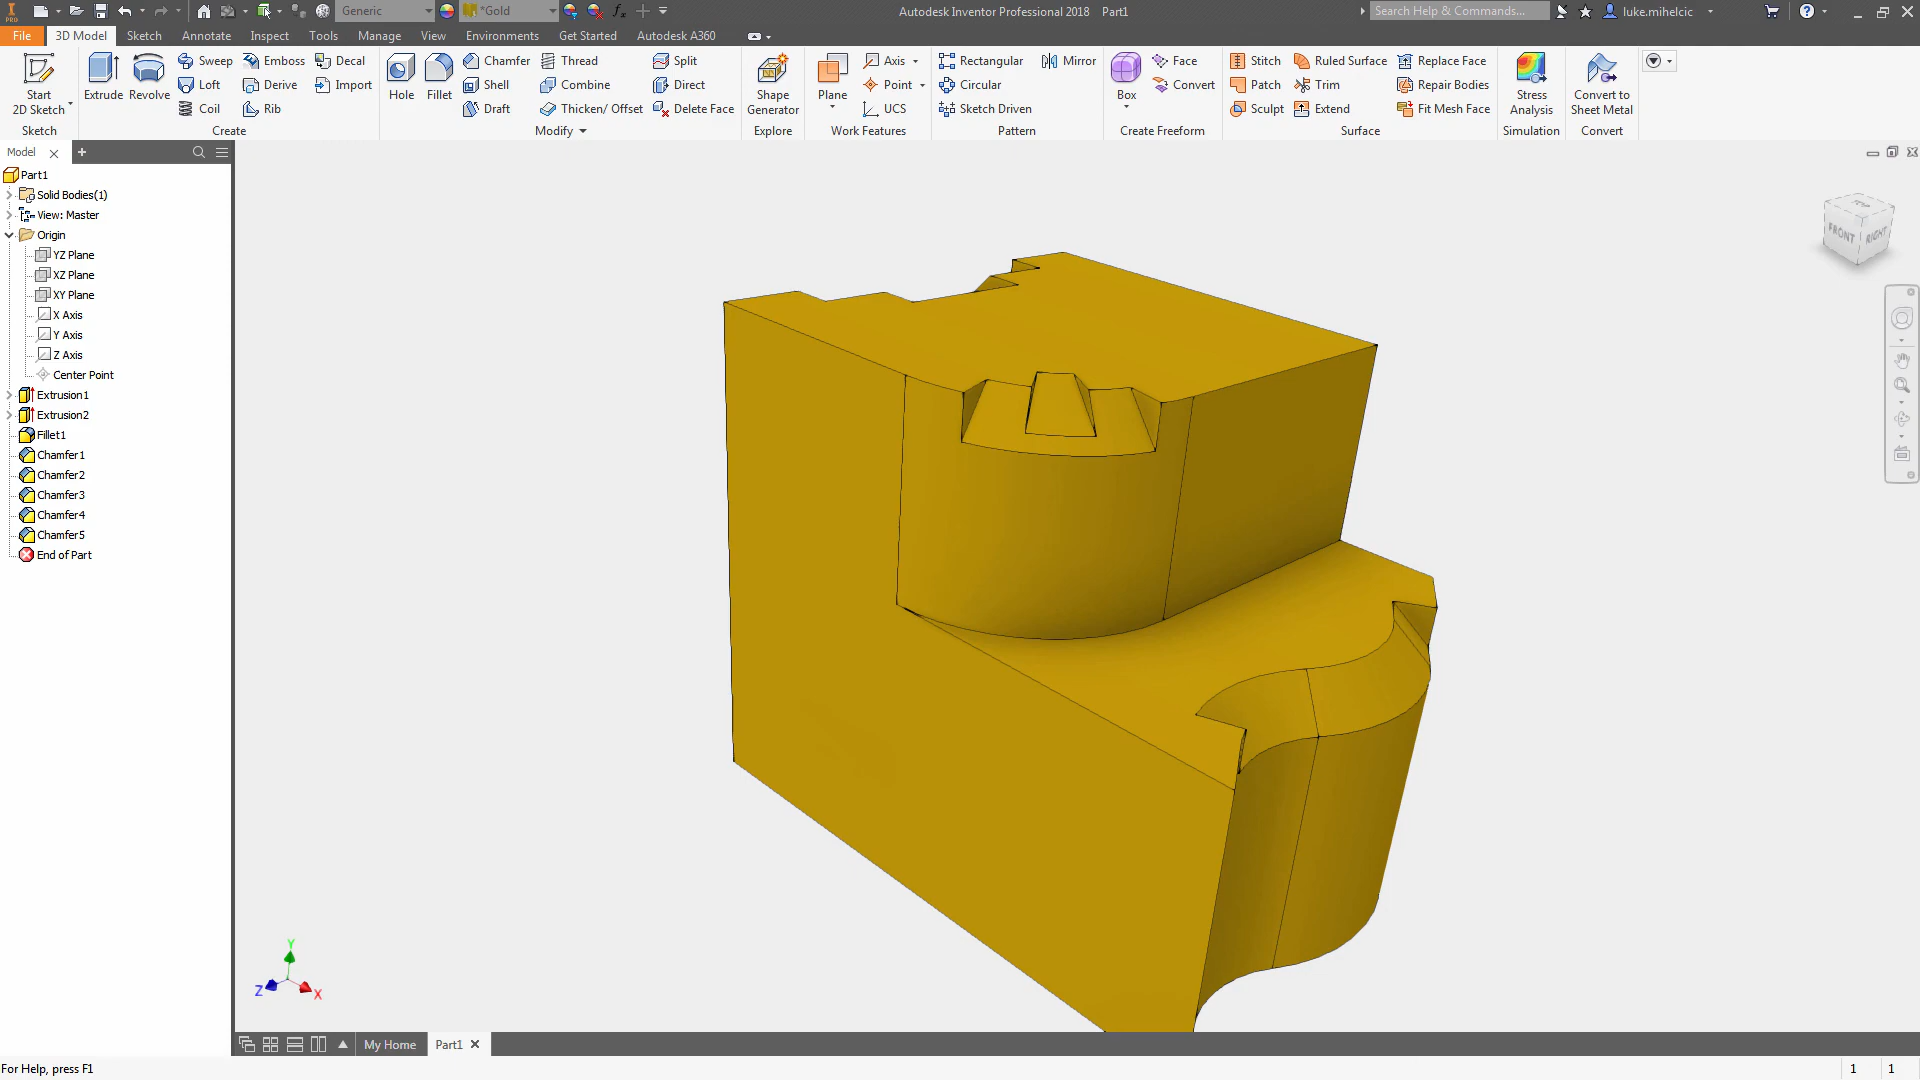 PRO Generic *Gold fx Autodesk Inventor Professional 2018 Part1 Search Help & Commands... luke.mihelcic
File 3D Model Sketch Annotate Inspect Tools Manage View Environments Get Started Autodesk A360
Sweep Emboss Decal Chamfer Thread Split Axis Rectangular Mirror Face Stitch Ruled Surface Replace Face
Loft Derive Import Shell Combine Direct Point Circular Convert Patch Trim Repair Bodies
Start 2D Sketch Extrude Revolve Coil Rib Hole Fillet Draft Thicken/ Offset Delete Face Shape Generator Plane UCS Sketch Driven Box Sculpt Extend Fit Mesh Face Stress Analysis Convert to Sheet Metal
Sketch Create Modify Explore Work Features Pattern Create Freeform Surface Simulation Convert
Model
Part1
Solid Bodies(1)
View: Master
Origin
YZ Plane
XZ Plane
XY Plane
X Axis
Y Axis
Z Axis
Center Point
Extrusion1
Extrusion2
Fillet1
Chamfer1
Chamfer2
Chamfer3
Chamfer4
Chamfer5
End of Part
TOP
FRONT RIGHT
Y
Z X
My Home Part1
For Help, press F1 1 1